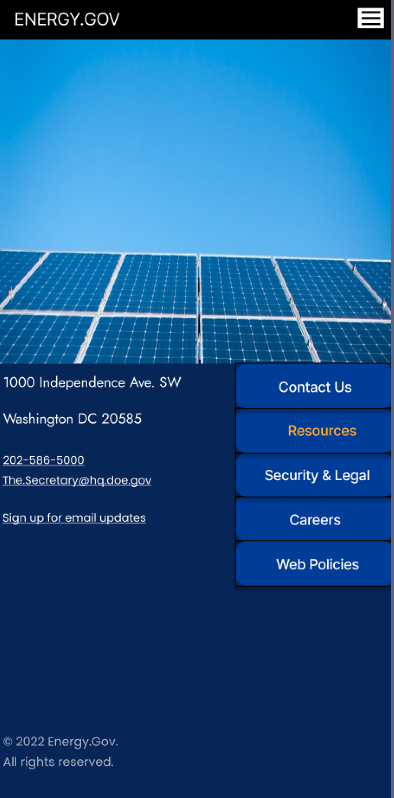 ENERGY.GOV
1000 Independence Ave. SW
Washington DC 20585
202-586-5000
The.Secretary@hq.doe.gov
Sign up for email updates
Contact Us
Resources
Security & Legal
Careers
Web Policies
© 2022 Energy.Gov.
All rights reserved.